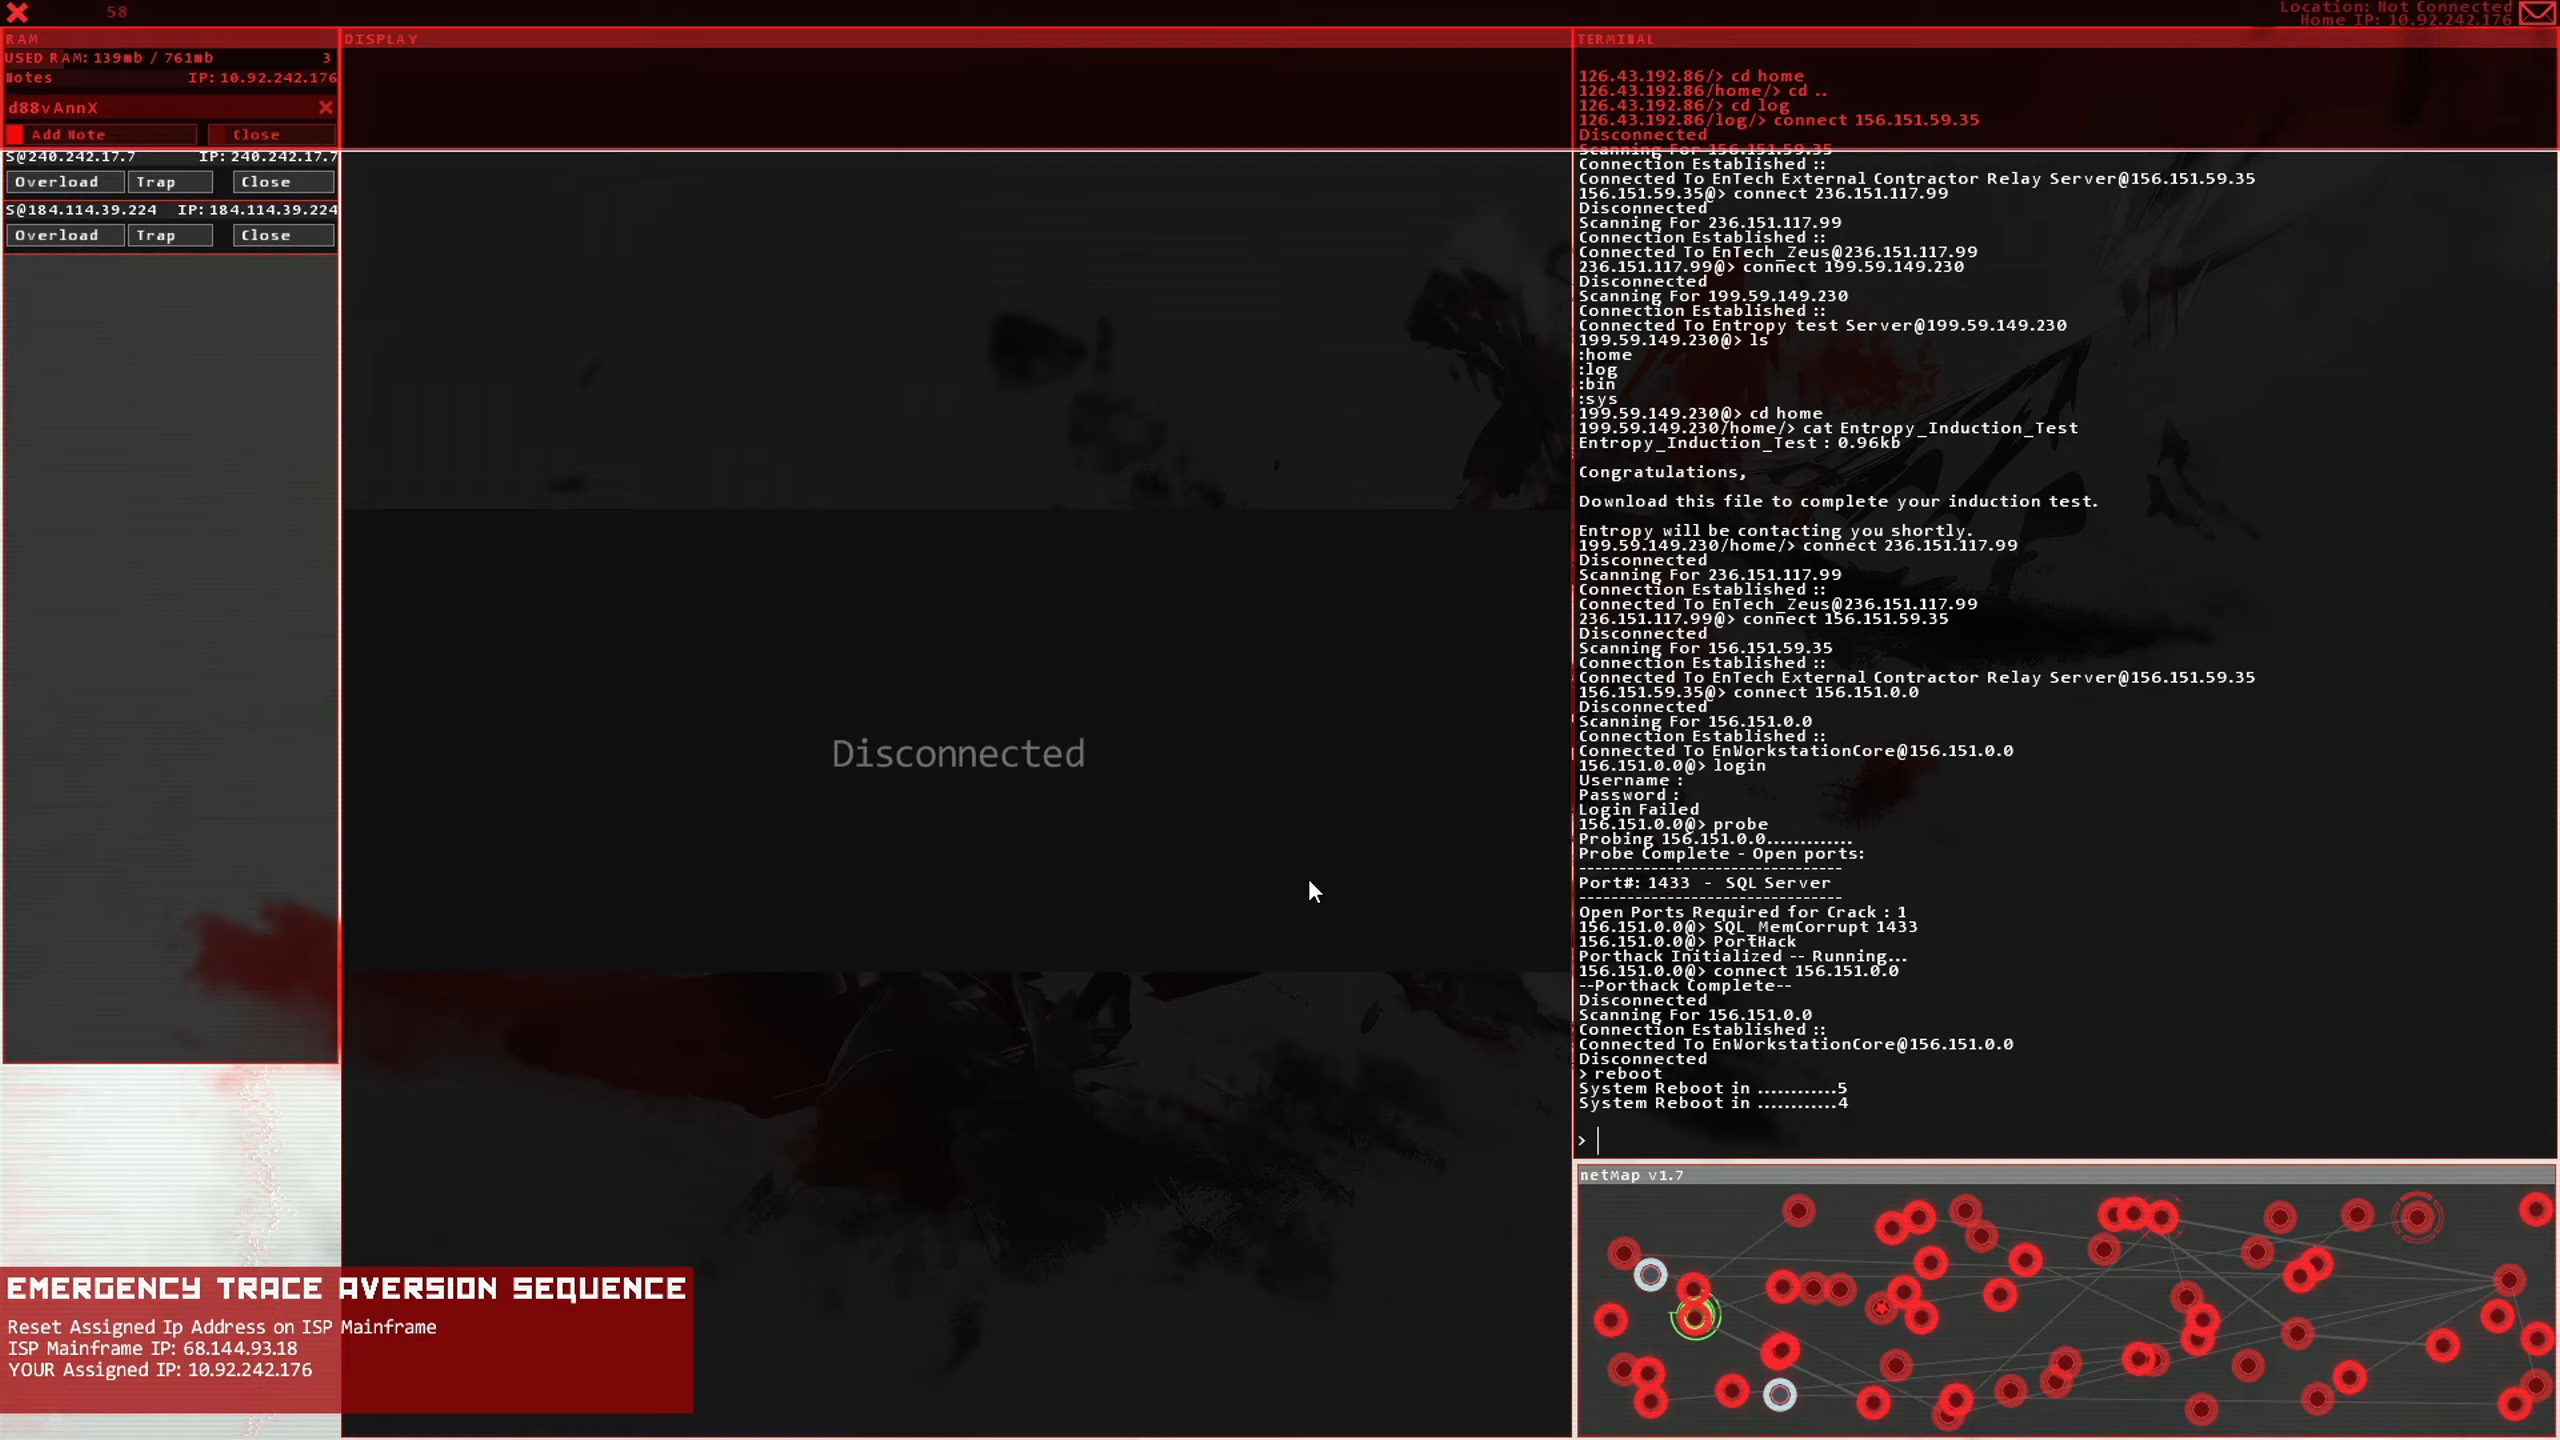 58
Location: Not Connected
Home IP: 10.92.242.176
RAM
USED RAM: 139mb / 761mb 3
Notes IP: 10.92.242.176
d88vAnnX
Add Note Close
S@240.242.17.7 IP: 240.242.17.7
Overload Trap Close
S@184.114.39.224 IP: 184.114.39.224
Overload Trap Close
DISPLAY
Disconnected
EMERGENCY TRACE AVERSION SEQUENCE
Reset Assigned Ip Address on ISP Mainframe
ISP Mainframe IP: 68.144.93.18
YOUR Assigned IP: 10.92.242.176
TERMINAL
126.43.192.86/> cd home
126.43.192.86/home/> cd ..
126.43.192.86/> cd log
126.43.192.86/log/> connect 156.151.59.35
Disconnected
Scanning For 156.151.59.35
Connection Established ::
Connected To EnTech External Contractor Relay Server@156.151.59.35
156.151.59.35@> connect 236.151.117.99
Disconnected
Scanning For 236.151.117.99
Connection Established ::
Connected To EnTech_Zeus@236.151.117.99
236.151.117.99@> connect 199.59.149.230
Disconnected
Scanning For 199.59.149.230
Connection Established ::
Connected To Entropy test Server@199.59.149.230
199.59.149.230@> ls
:home
:log
:bin
:sys
199.59.149.230@> cd home
199.59.149.230/home/> cat Entropy_Induction_Test
Entropy_Induction_Test : 0.96kb
Congratulations,
Download this file to complete your induction test.
Entropy will be contacting you shortly.
199.59.149.230/home/> connect 236.151.117.99
Disconnected
Scanning For 236.151.117.99
Connection Established ::
Connected To EnTech_Zeus@236.151.117.99
236.151.117.99@> connect 156.151.59.35
Disconnected
Scanning For 156.151.59.35
Connection Established ::
Connected To EnTech External Contractor Relay Server@156.151.59.35
156.151.59.35@> connect 156.151.0.0
Disconnected
Scanning For 156.151.0.0
Connection Established ::
Connected To EnWorkstationCore@156.151.0.0
156.151.0.0@> login
Username :
Password :
Login Failed
156.151.0.0@> probe
Probing 156.151.0.0.............
Probe Complete - Open ports:
---------------------------------
Port#: 1433 - SQL Server
---------------------------------
Open Ports Required for Crack : 1
156.151.0.0@> SQL_MemCorrupt 1433
156.151.0.0@> PortHack
Porthack Initialized -- Running...
156.151.0.0@> connect 156.151.0.0
--Porthack Complete--
Disconnected
Scanning For 156.151.0.0
Connection Established ::
Connected To EnWorkstationCore@156.151.0.0
Disconnected
> reboot
System Reboot in ............5
System Reboot in ............4
>
netMap v1.7